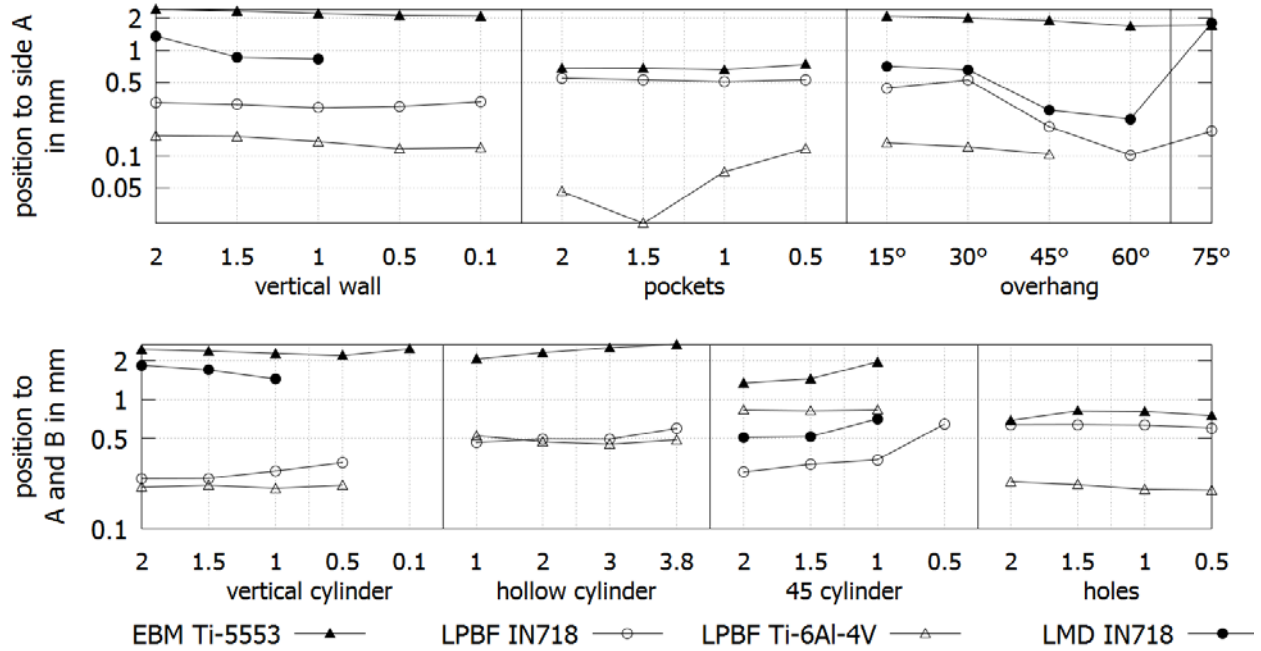 position to side A
in mm
2
1
0.5
0.1
0.05
2 1.5 1 0.5 0.1 2 1.5 1 0.5 15° 30° 45° 60° 75°
vertical wall pockets overhang
position to
A and B in mm
2
1
0.5
0.1
2 1.5 1 0.5 0.1 1 2 3 3.8 2 1.5 1 0.5 2 1.5 1 0.5
vertical cylinder hollow cylinder 45 cylinder holes
EBM Ti-5553 LPBF IN718 LPBF Ti-6Al-4V LMD IN718